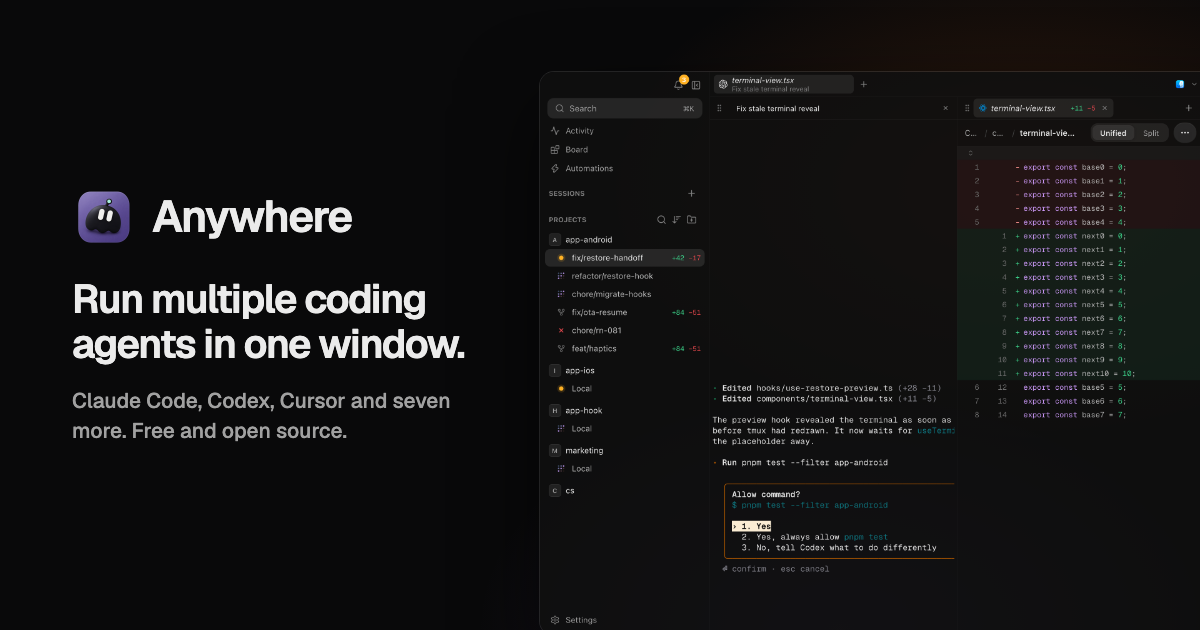 Anywhere
Run multiple coding
agents in one window.
Claude Code, Codex, Cursor and seven
more. Free and open source.
Search ⌘K
Activity
Board
Automations
SESSIONS
PROJECTS
A app-android
fix/restore-handoff +42 -17
refactor/restore-hook
chore/migrate-hooks
fix/ota-resume +84 -51
chore/rn-081
feat/haptics +84 -51
I app-ios
Local
H app-hook
Local
M marketing
Local
C cs
Settings
terminal-view.tsx
Fix stale terminal reveal
Fix stale terminal reveal
· Edited hooks/use-restore-preview.ts (+28 -11)
· Edited components/terminal-view.tsx (+11 -5)
The preview hook revealed the terminal as soon as
before tmux had redrawn. It now waits for useTermi
the placeholder away.
· Run pnpm test --filter app-android
Allow command?
$ pnpm test --filter app-android
› 1. Yes
2. Yes, always allow pnpm test
3. No, tell Codex what to do differently
confirm · esc cancel
terminal-view.tsx +11 -5
C... / c... / terminal-vie... Unified Split
1 - export const base0 = 0;
2 - export const base1 = 1;
3 - export const base2 = 2;
4 - export const base3 = 3;
5 - export const base4 = 4;
1 + export const next0 = 0;
2 + export const next1 = 1;
3 + export const next2 = 2;
4 + export const next3 = 3;
5 + export const next4 = 4;
6 + export const next5 = 5;
7 + export const next6 = 6;
8 + export const next7 = 7;
9 + export const next8 = 8;
10 + export const next9 = 9;
11 + export const next10 = 10;
6 12 export const base5 = 5;
7 13 export const base6 = 6;
8 14 export const base7 = 7;